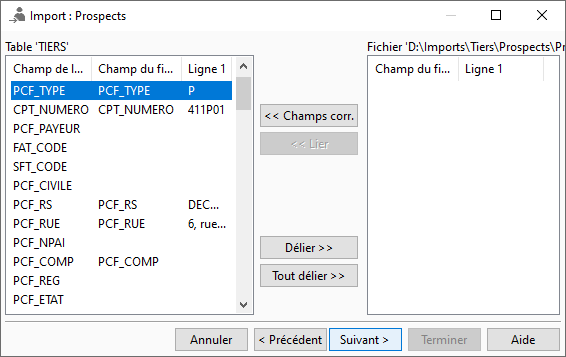 Import : Prospects
Table 'TIERS'
Fichier 'D:\Imports\Tiers\Prospects\Pr
Champ de l... Champ du fi... Ligne 1
PCF_TYPE PCF_TYPE P
CPT_NUMERO CPT_NUMERO 411P01
PCF_PAYEUR
FAT_CODE
SFT_CODE
PCF_CIVILE
PCF_RS PCF_RS DEC...
PCF_RUE PCF_RUE 6, rue...
PCF_NPAI
PCF_COMP PCF_COMP
PCF_REG
PCF_ETAT
<< Champs corr.
<< Lier
Délier >>
Tout délier >>
Champ du fi... Ligne 1
Annuler < Précédent Suivant > Terminer Aide